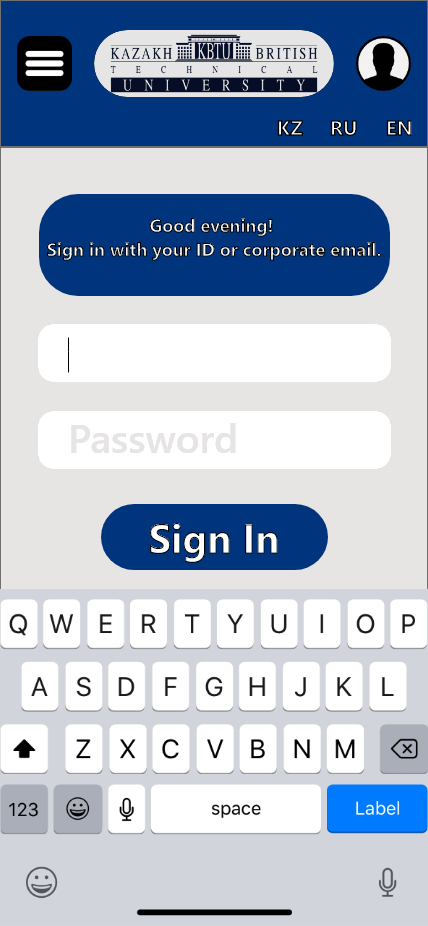 KAZAKH KBTU BRITISH
TECHNICAL
UNIVERSITY
KZ RU EN
Good evening!
Sign in with your ID or corporate email.
Password
Sign In
Q W E R T Y U I O P
A S D F G H J K L
Z X C V B N M
123 space Label